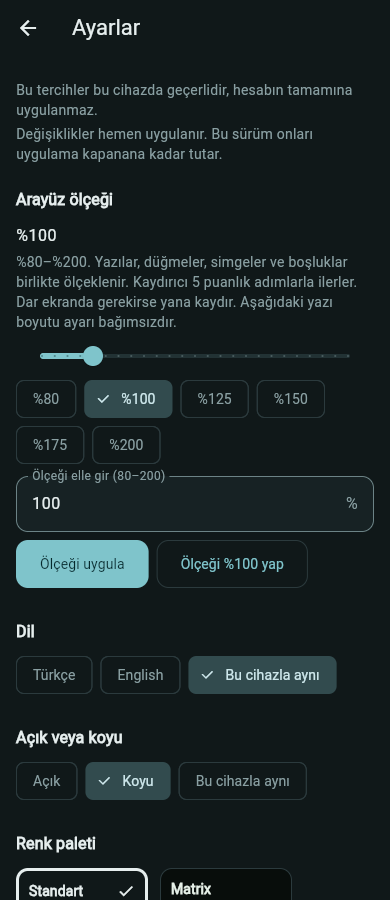 Ayarlar
Bu tercihler bu cihazda geçerlidir, hesabın tamamına
uygulanmaz.
Değişiklikler hemen uygulanır. Bu sürüm onları
uygulama kapanana kadar tutar.
Arayüz ölçeği
%100
%80–%200. Yazılar, düğmeler, simgeler ve boşluklar
birlikte ölçeklenir. Kaydırıcı 5 puanlık adımlarla ilerler.
Dar ekranda gerekirse yana kaydır. Aşağıdaki yazı
boyutu ayarı bağımsızdır.
%80 %100 %125 %150
%175 %200
Ölçeği elle gir (80–200)
100 %
Ölçeği uygula Ölçeği %100 yap
Dil
Türkçe English Bu cihazla aynı
Açık veya koyu
Açık Koyu Bu cihazla aynı
Renk paleti
Standart Matrix